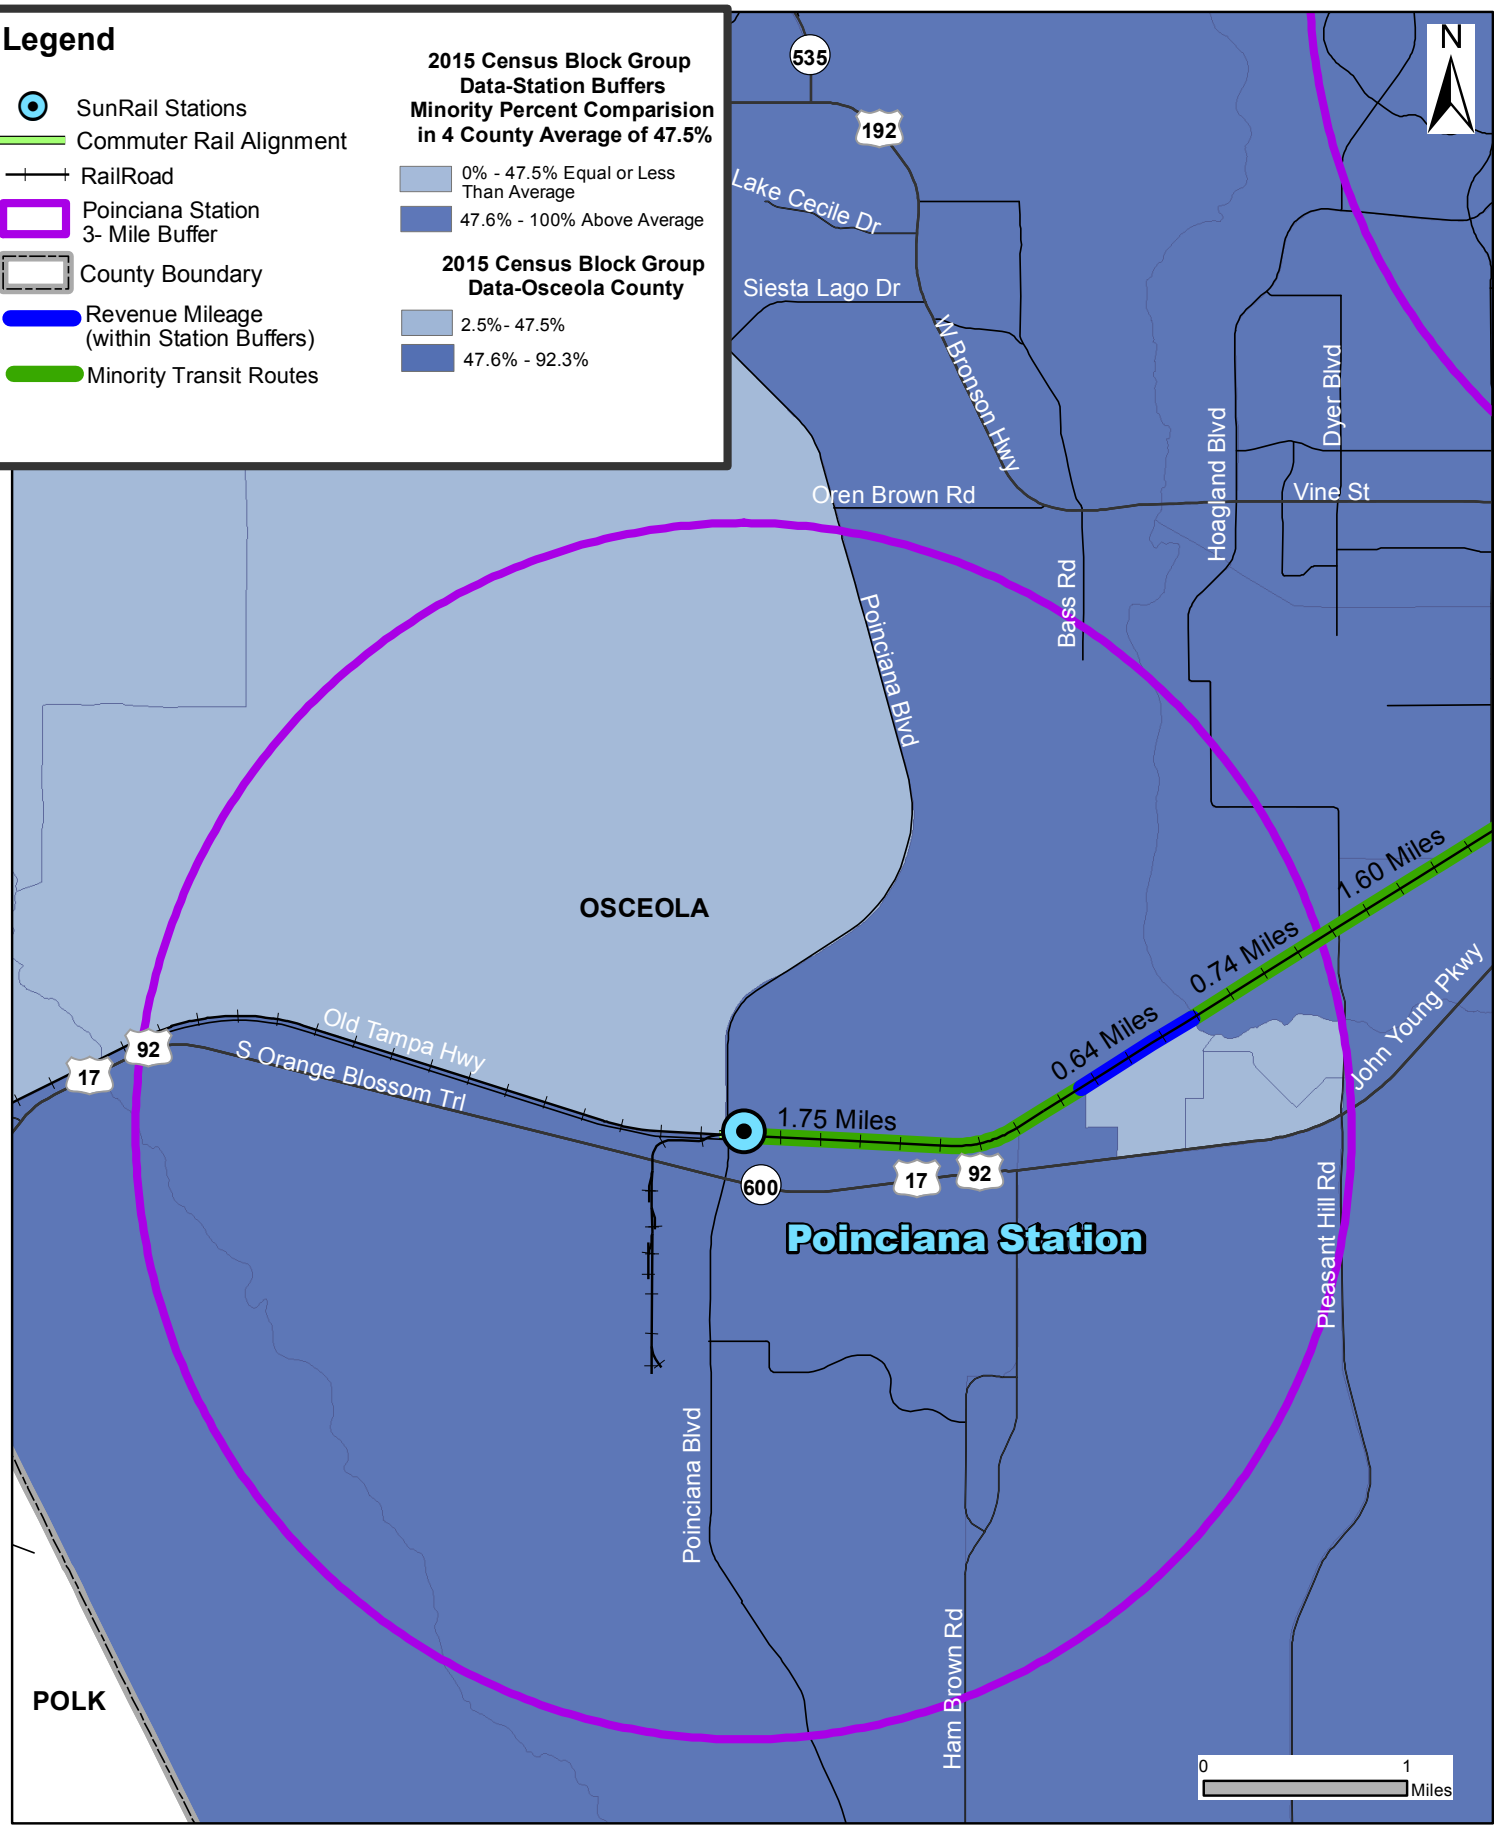 Legend
SunRail Stations
Commuter Rail Alignment
RailRoad
Poinciana Station
3- Mile Buffer
County Boundary
Revenue Mileage
(within Station Buffers)
Minority Transit Routes
2015 Census Block Group
Data-Station Buffers
Minority Percent Comparision
in 4 County Average of 47.5%
0% - 47.5% Equal or Less
Than Average
47.6% - 100% Above Average
2015 Census Block Group
Data-Osceola County
2.5%- 47.5%
47.6% - 92.3%
N
535
192
Lake Cecile Dr
Siesta Lago Dr
W Bronson Hwy
Dyer Blvd
Hoagland Blvd
Vine St
Oren Brown Rd
Bass Rd
Poinciana Blvd
OSCEOLA
1.60 Miles
0.74 Miles
0.64 Miles
John Young Pkwy
Old Tampa Hwy
S Orange Blossom Trl
92
17
1.75 Miles
600
17
92
Poinciana Station
Pleasant Hill Rd
Poinciana Blvd
Ham Brown Rd
POLK
0
1
Miles